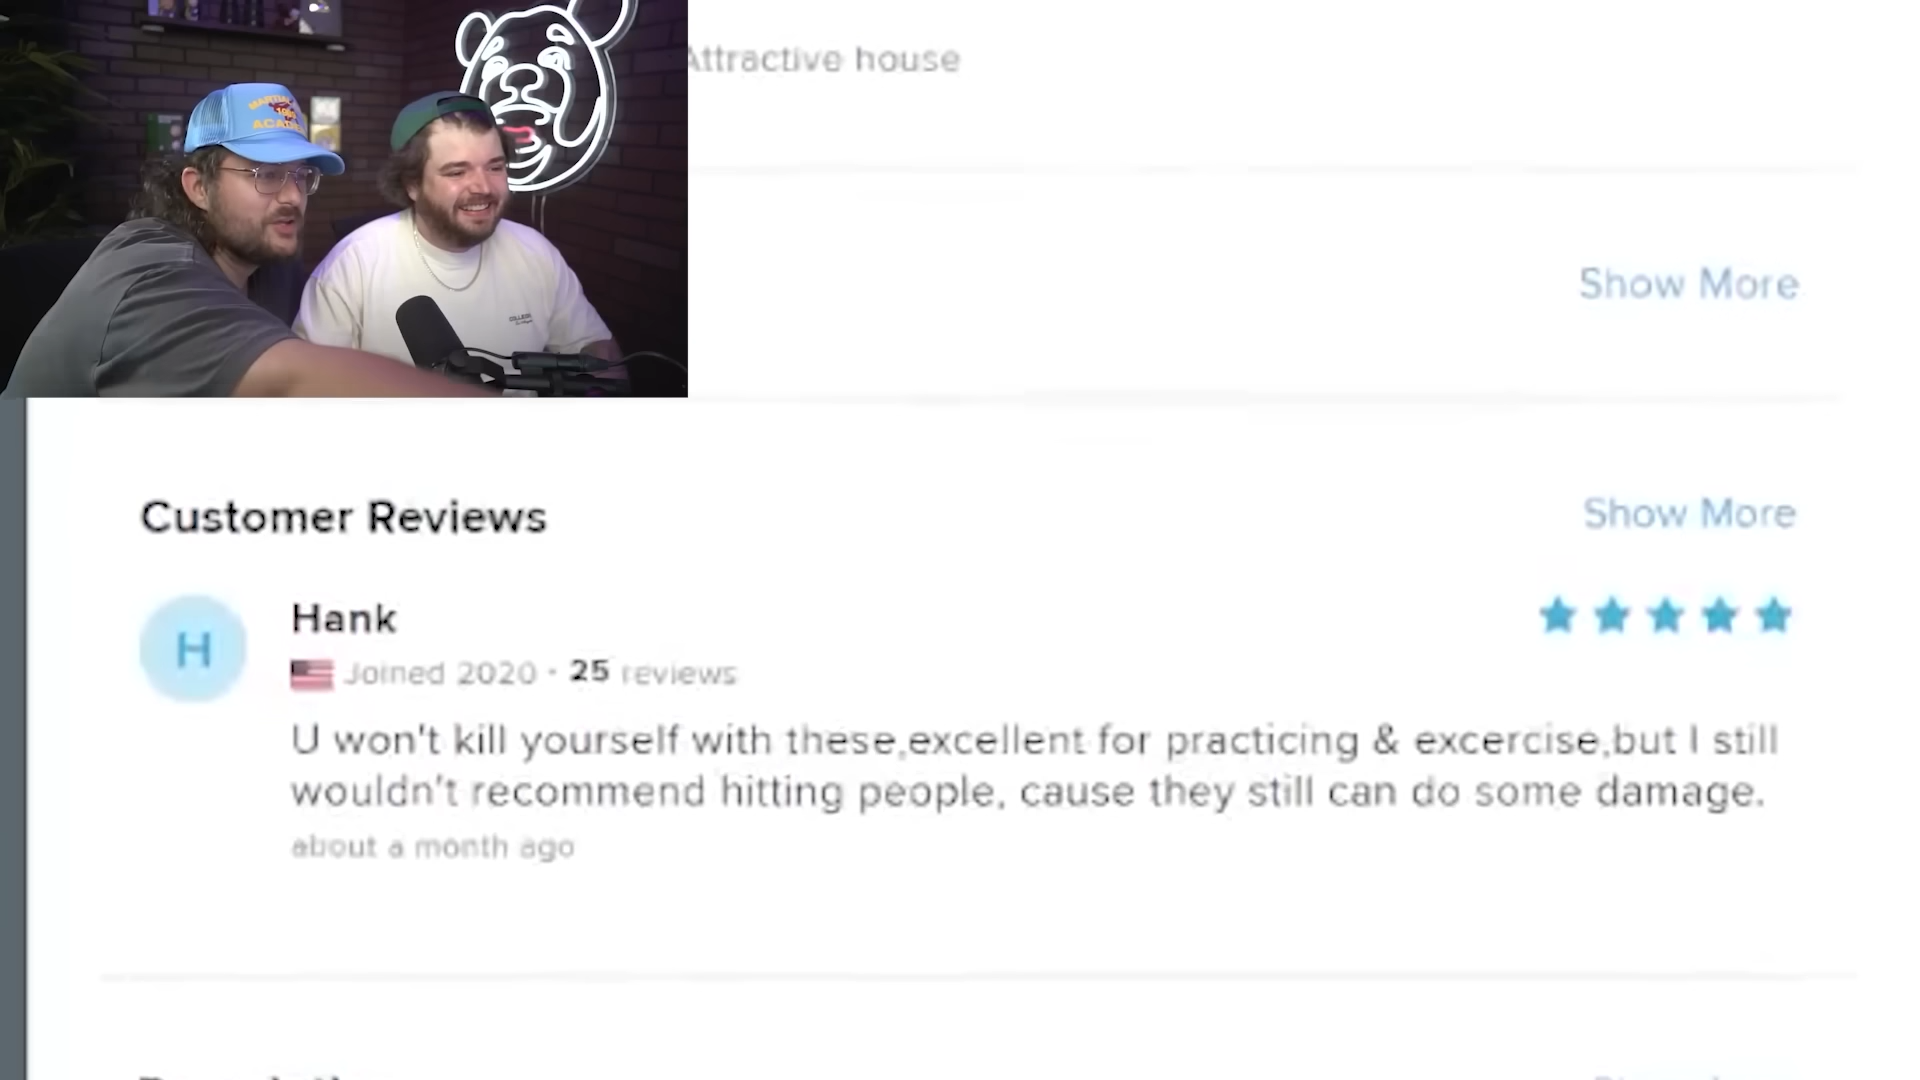 Attractive house
Show More
Customer Reviews
Show More
H
Hank
Joined 2020 · 25 reviews
U won't kill yourself with these,excellent for practicing & excercise,but I still
wouldn't recommend hitting people, cause they still can do some damage.
about a month ago